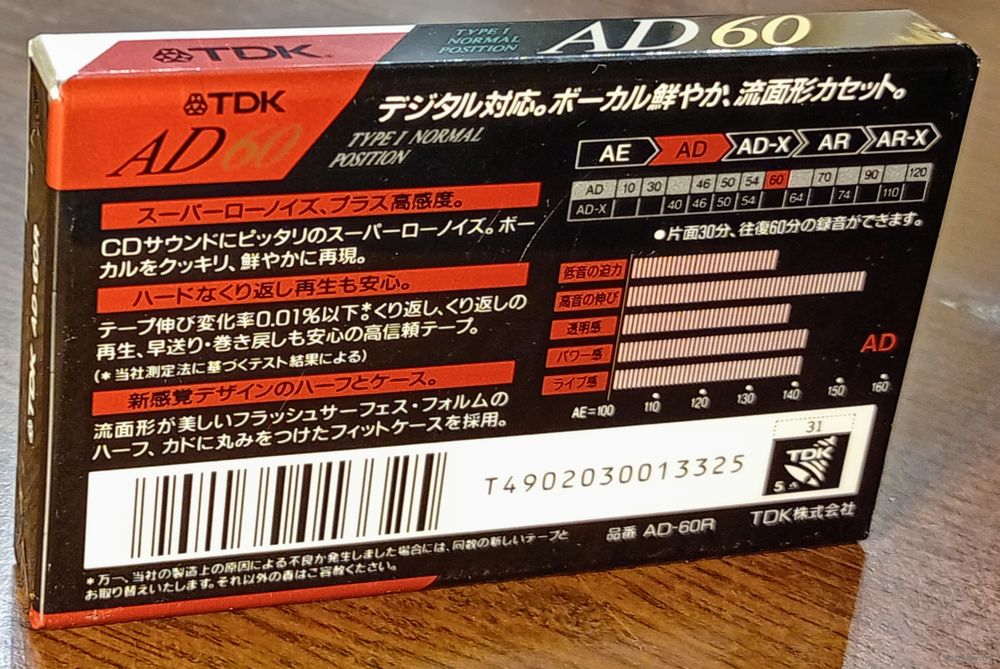 TDK
TYPE I
NORMAL
POSITION
AD 60
TDK
AD 60
TYPE I NORMAL
POSITION
デジタル対応。ボーカル鮮やか、流面形カセット。
AE AD AD-X AR AR-X
AD 10 30 46 50 54 60 70 90 120
AD-X 40 46 50 54 64 74 110
●片面30分、往復60分の録音ができます。
スーパーローノイズ、プラス高感度。
CDサウンドにピッタリのスーパーローノイズ。ボー
カルをクッキリ、鮮やかに再現。
ハードなくり返し再生も安心。
テープ伸び変化率0.01%以下*くり返し、くり返しの
再生、早送り・巻き戻しも安心の高信頼テープ。
(*当社測定法に基づくテスト結果による)
新感覚デザインのハーフとケース。
流面形が美しいフラッシュサーフェス・フォルムの
ハーフ、カドに丸みをつけたフィットケースを採用。
低音の迫力
高音の伸び
透明感
パワー感
ライブ感
AD
AE=100 110 120 130 140 150 160
T4902030013325
31
TDK
5
*万一、当社の製造上の原因による不良が発生しました場合には、同数の新しいテープと
お取り替えいたします。それ以外の責はご容赦ください。
品番 AD-60R
TDK株式会社
TDK AD-60R